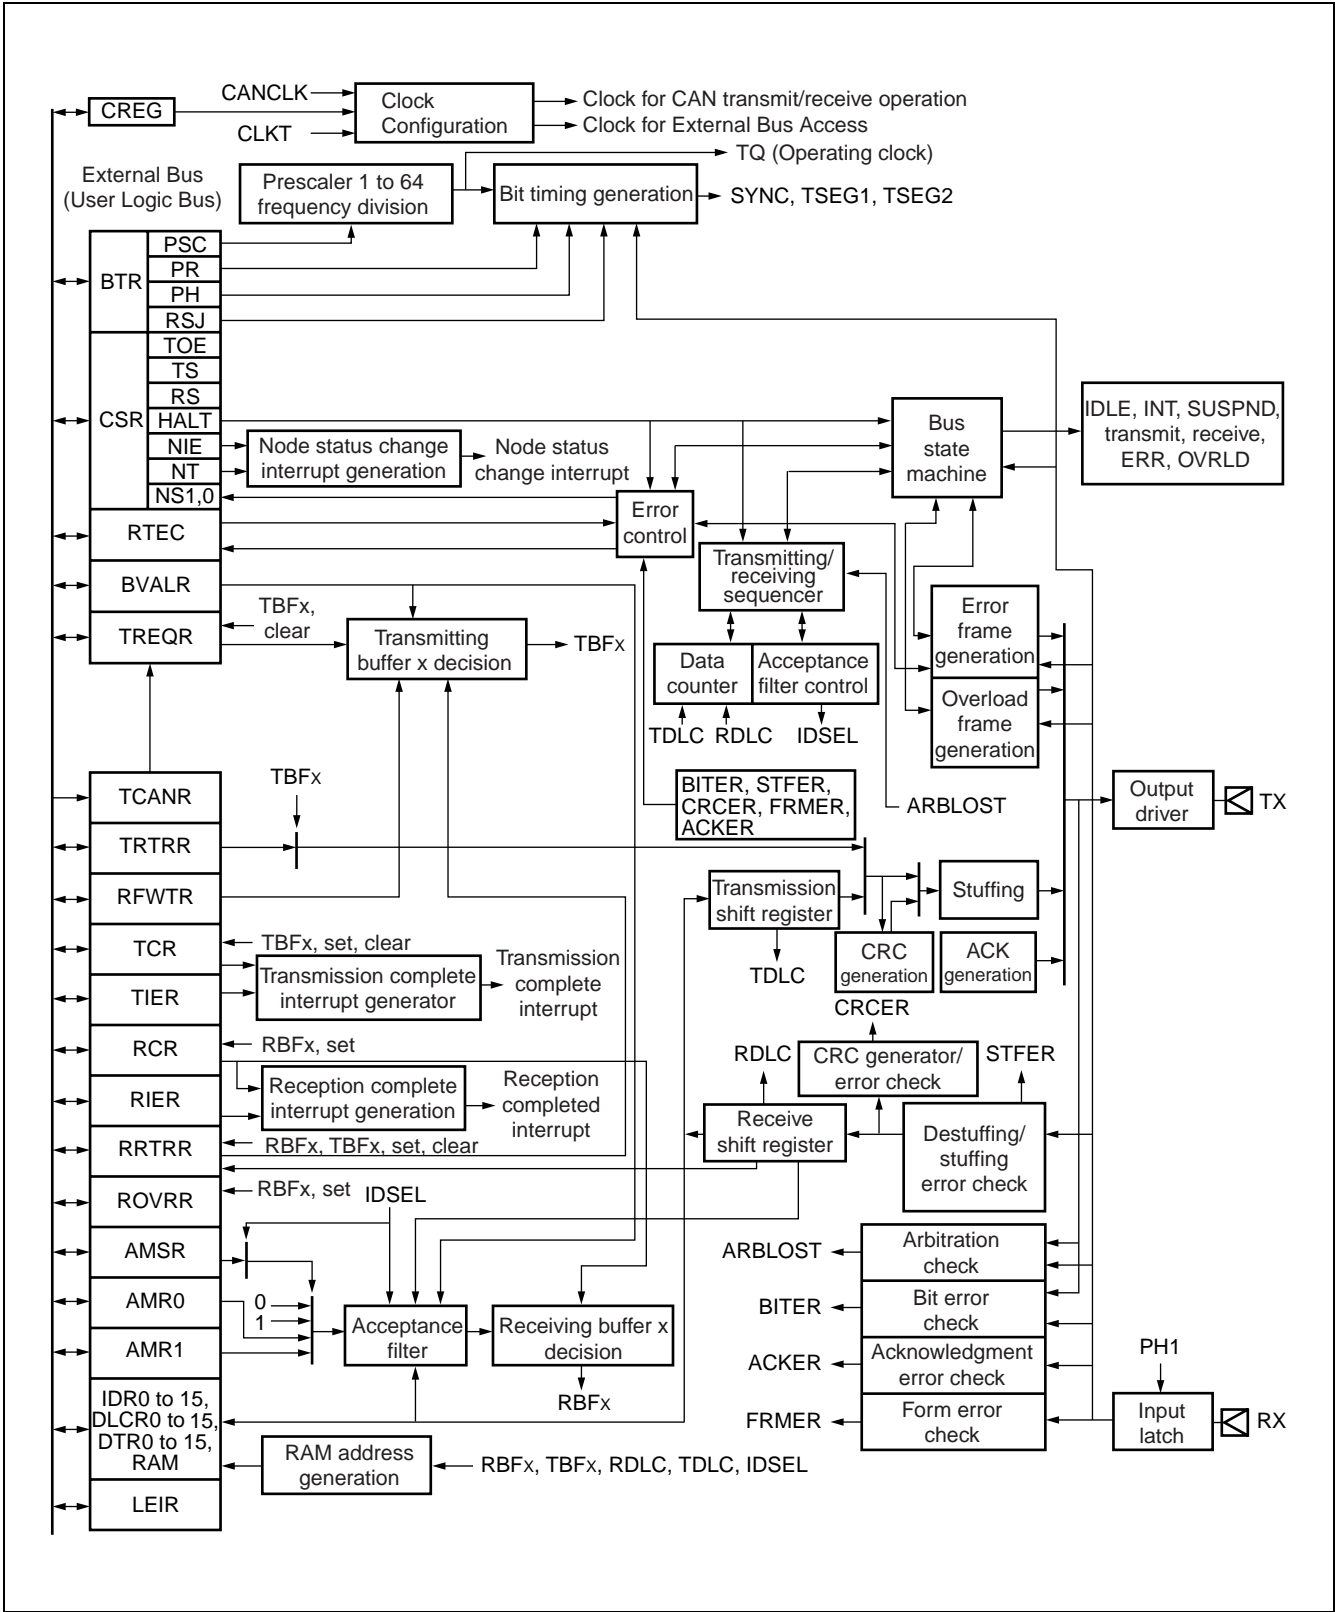 CREG
CANCLK
CLKT
Clock
Configuration
Clock for CAN transmit/receive operation
Clock for External Bus Access
TQ (Operating clock)
External Bus
(User Logic Bus)
Prescaler 1 to 64
frequency division
Bit timing generation
SYNC, TSEG1, TSEG2
BTR
PSC
PR
PH
RSJ
CSR
TOE
TS
RS
HALT
NIE
NT
NS1,0
Node status change
interrupt generation
Node status
change interrupt
Bus
state
machine
IDLE, INT, SUSPND,
transmit, receive,
ERR, OVRLD
RTEC
Error
control
BVALR
Transmitting/
receiving
sequencer
TREQR
TBFx,
clear
Transmitting
buffer x decision
TBFx
Data
counter
Acceptance
filter control
TDLC
RDLC
IDSEL
Error
frame
generation
Overload
frame
generation
TCANR
TBFx
BITER, STFER,
CRCER, FRMER,
ACKER
ARBLOST
Output
driver
TX
TRTRR
RFWTR
Transmission
shift register
TDLC
Stuffing
CRC
generation
ACK
generation
TCR
TBFx, set, clear
TIER
Transmission complete
interrupt generator
Transmission
complete
interrupt
RCR
RBFx, set
CRCER
RDLC
CRC generator/
error check
STFER
RIER
Reception complete
interrupt generation
Reception
completed
interrupt
Receive
shift register
Destuffing/
stuffing
error check
RRTRR
RBFx, TBFx, set, clear
ROVRR
RBFx, set
IDSEL
AMSR
ARBLOST
Arbitration
check
AMR0
0
1
BITER
Bit error
check
AMR1
Acceptance
filter
Receiving buffer x
decision
RBFx
ACKER
Acknowledgment
error check
PH1
IDR0 to 15,
DLCR0 to 15,
DTR0 to 15,
RAM
FRMER
Form error
check
Input
latch
RX
RAM address
generation
RBFx, TBFx, RDLC, TDLC, IDSEL
LEIR